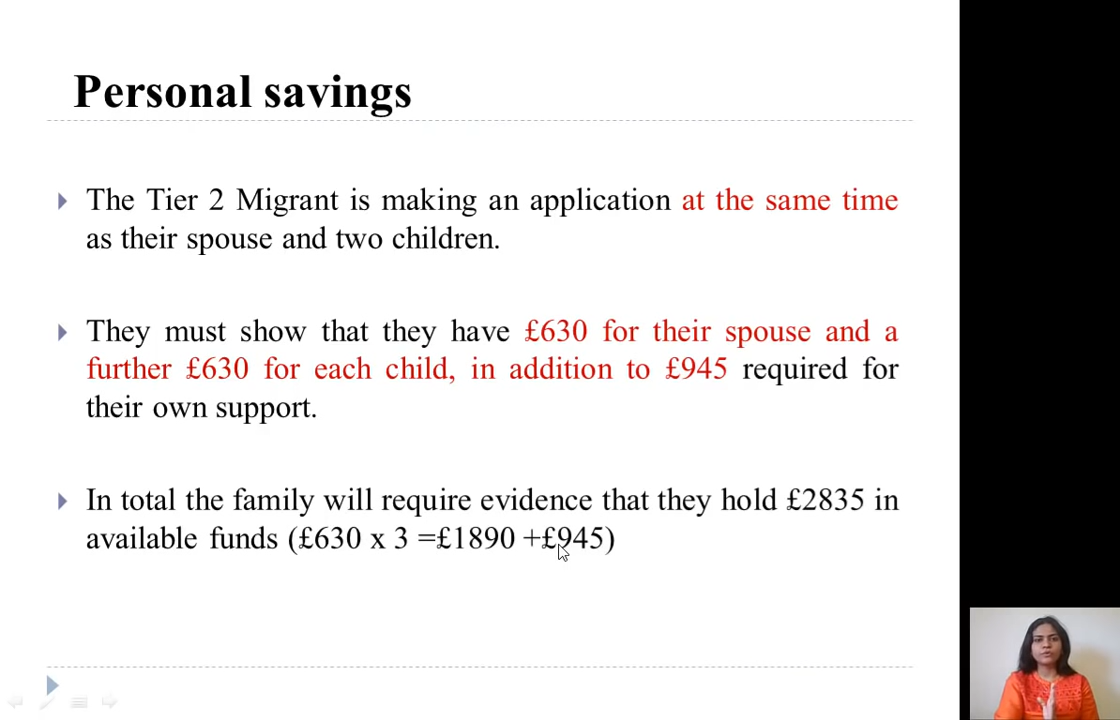 Personal savings
The Tier 2 Migrant is making an application at the same time
as their spouse and two children.
They must show that they have £630 for their spouse and a
further £630 for each child, in addition to £945 required for
their own support.
In total the family will require evidence that they hold £2835 in
available funds (£630 x 3 =£1890 +£945)